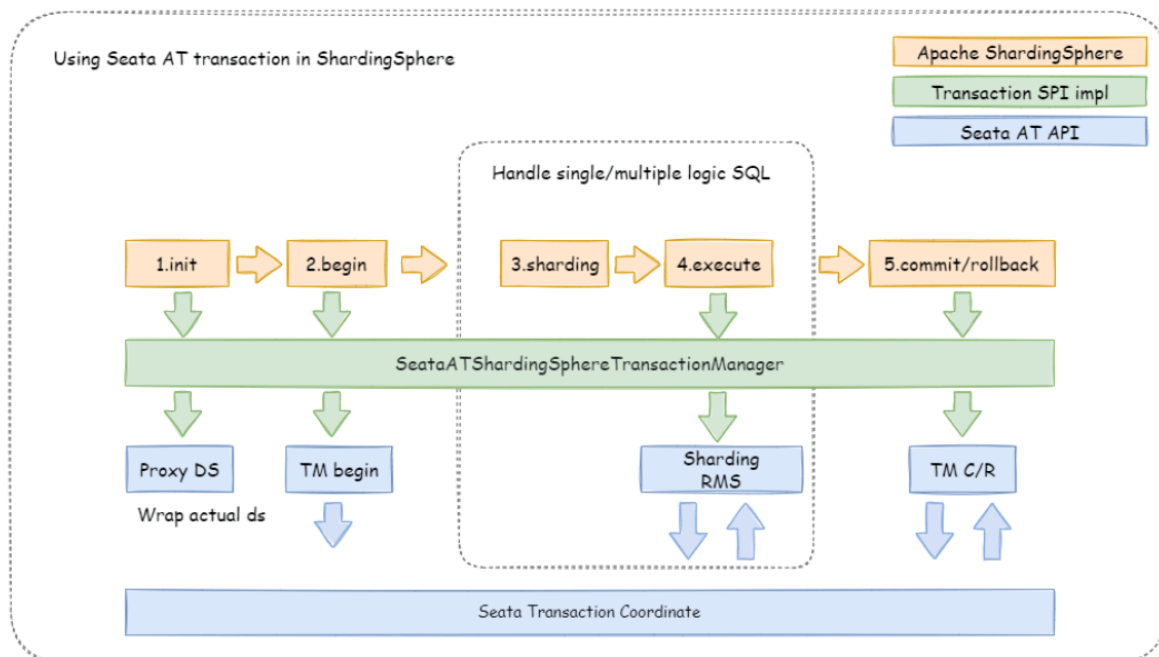 Using Seata AT transaction in ShardingSphere
Apache ShardingSphere
Transaction SPI impl
Seata AT API
Handle single/multiple logic SQL
1.init
2.begin
3.sharding
4.execute
5.commit/rollback
SeataATShardingSphereTransactionManager
Proxy DS
TM begin
Sharding
RMS
TM C/R
Wrap actual ds
Seata Transaction Coordinate